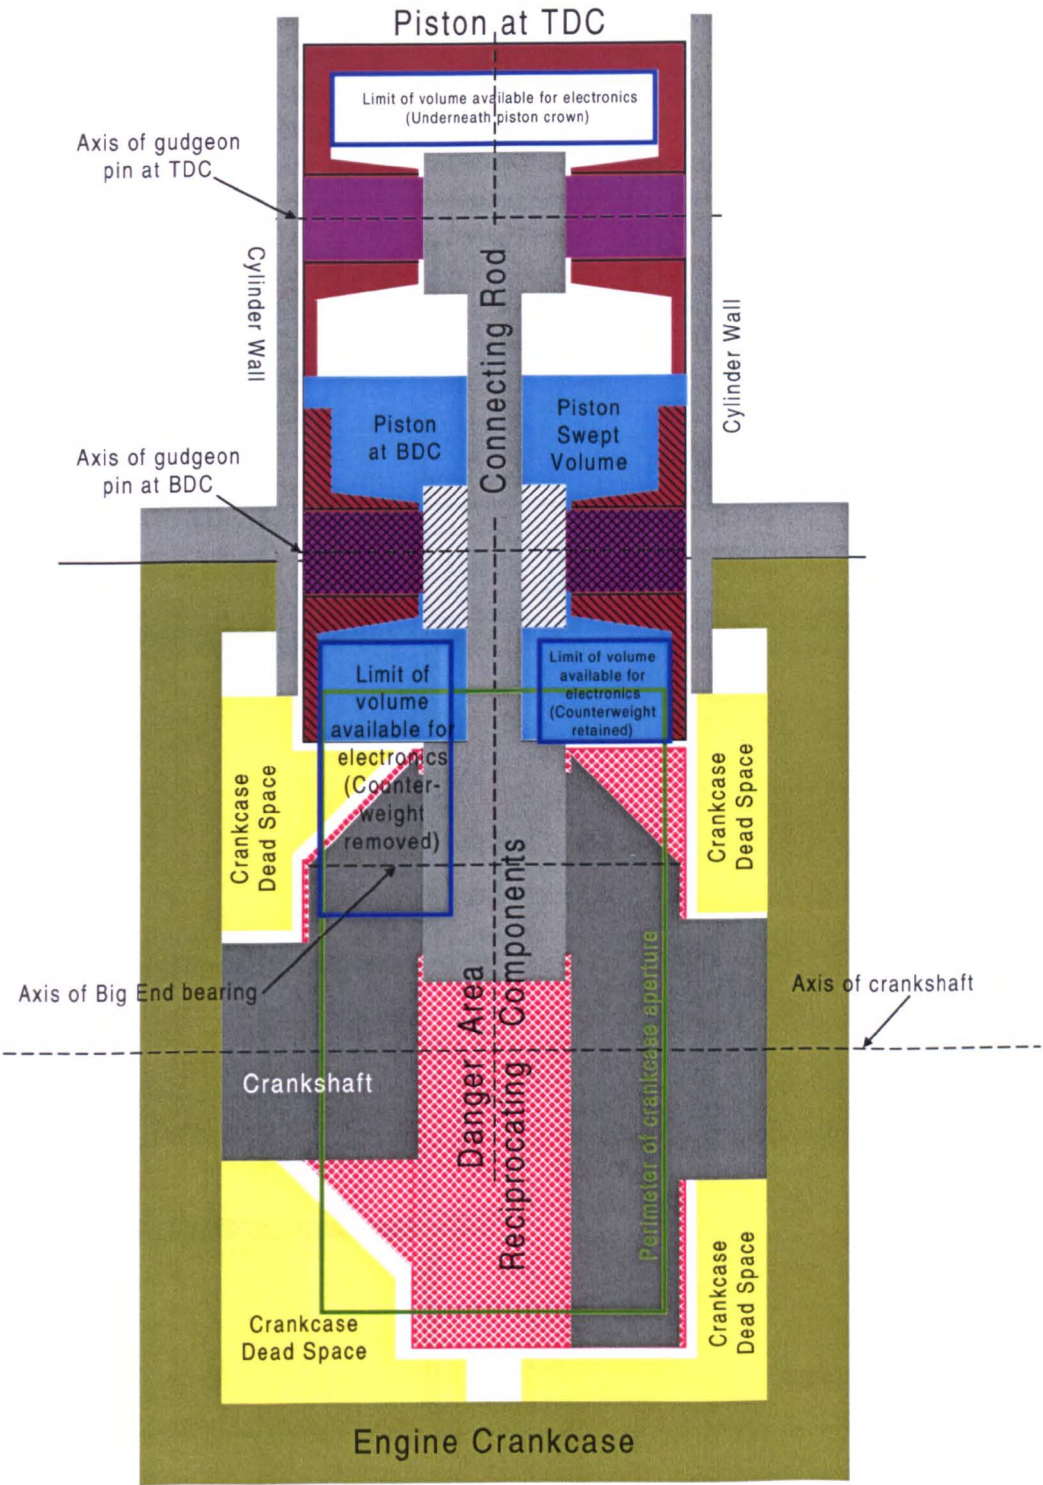 Piston at TDC
Limit of volume available for electronics
(Underneath piston crown)
Axis of gudgeon
pin at TDC
Cylinder Wall
Connecting Rod
Cylinder Wall
Piston
at BDC
Piston
Swept
Volume
Axis of gudgeon
pin at BDC
Limit of
volume
available for
electronics
(Counter-
weight
removed)
Limit of volume
available for
electronics
(Counterweight
retained)
Crankcase
Dead Space
Crankcase
Dead Space
Axis of Big End bearing
Danger Area
Reciprocating Components
Perimeter of crankcase aperture
Axis of crankshaft
Crankshaft
Crankcase
Dead Space
Crankcase
Dead Space
Engine Crankcase